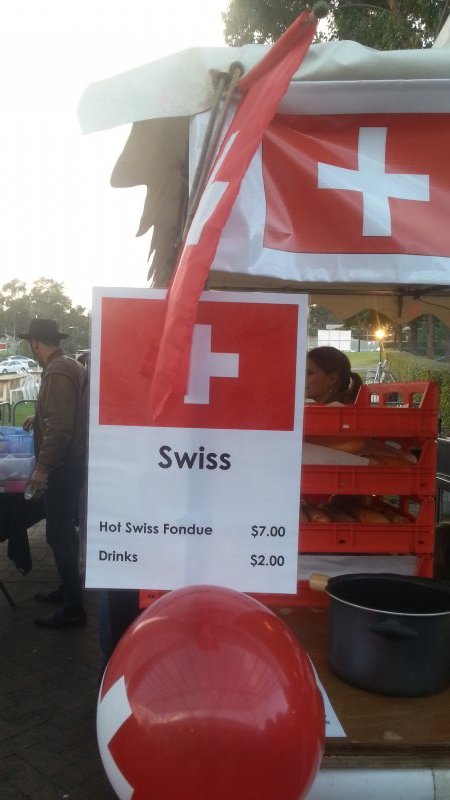 Swiss
Hot Swiss Fondue $7.00
Drinks $2.00